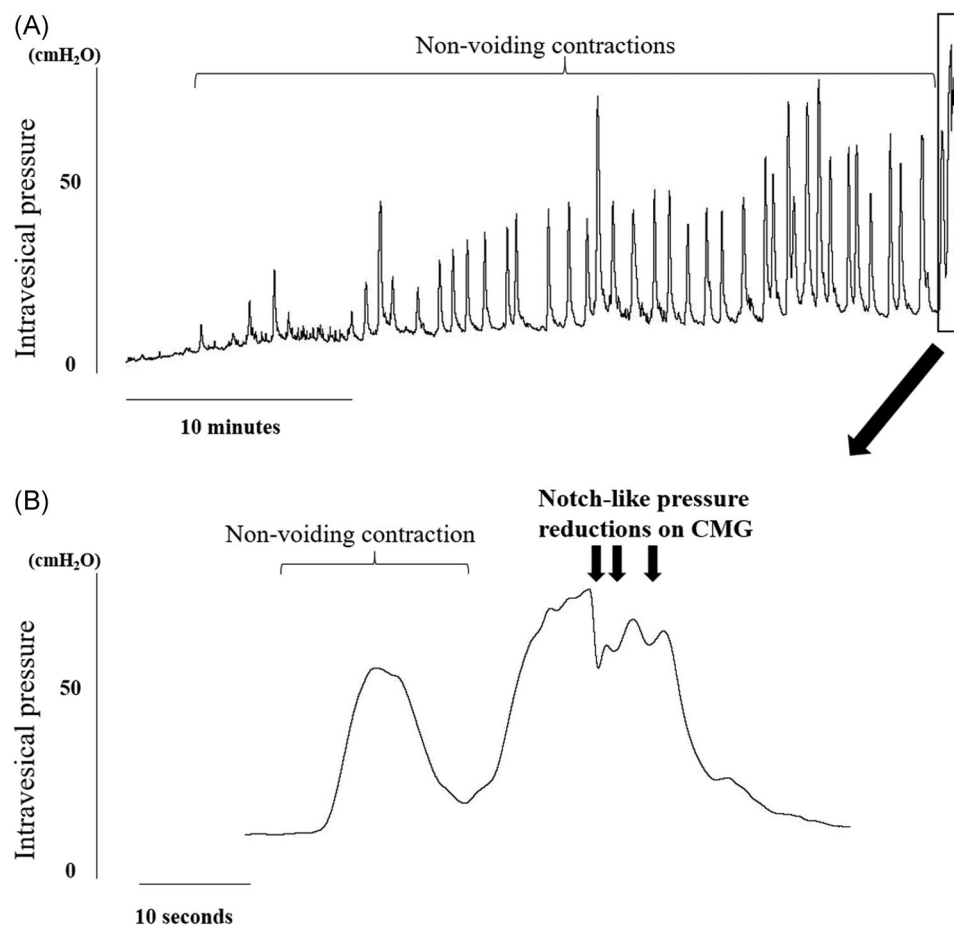 (A)
(cmH₂O)
Non-voiding contractions
Intravesical pressure
50
0
10 minutes
(B)
Notch-like pressure
reductions on CMG
Non-voiding contraction
(cmH₂O)
Intravesical pressure
50
0
10 seconds